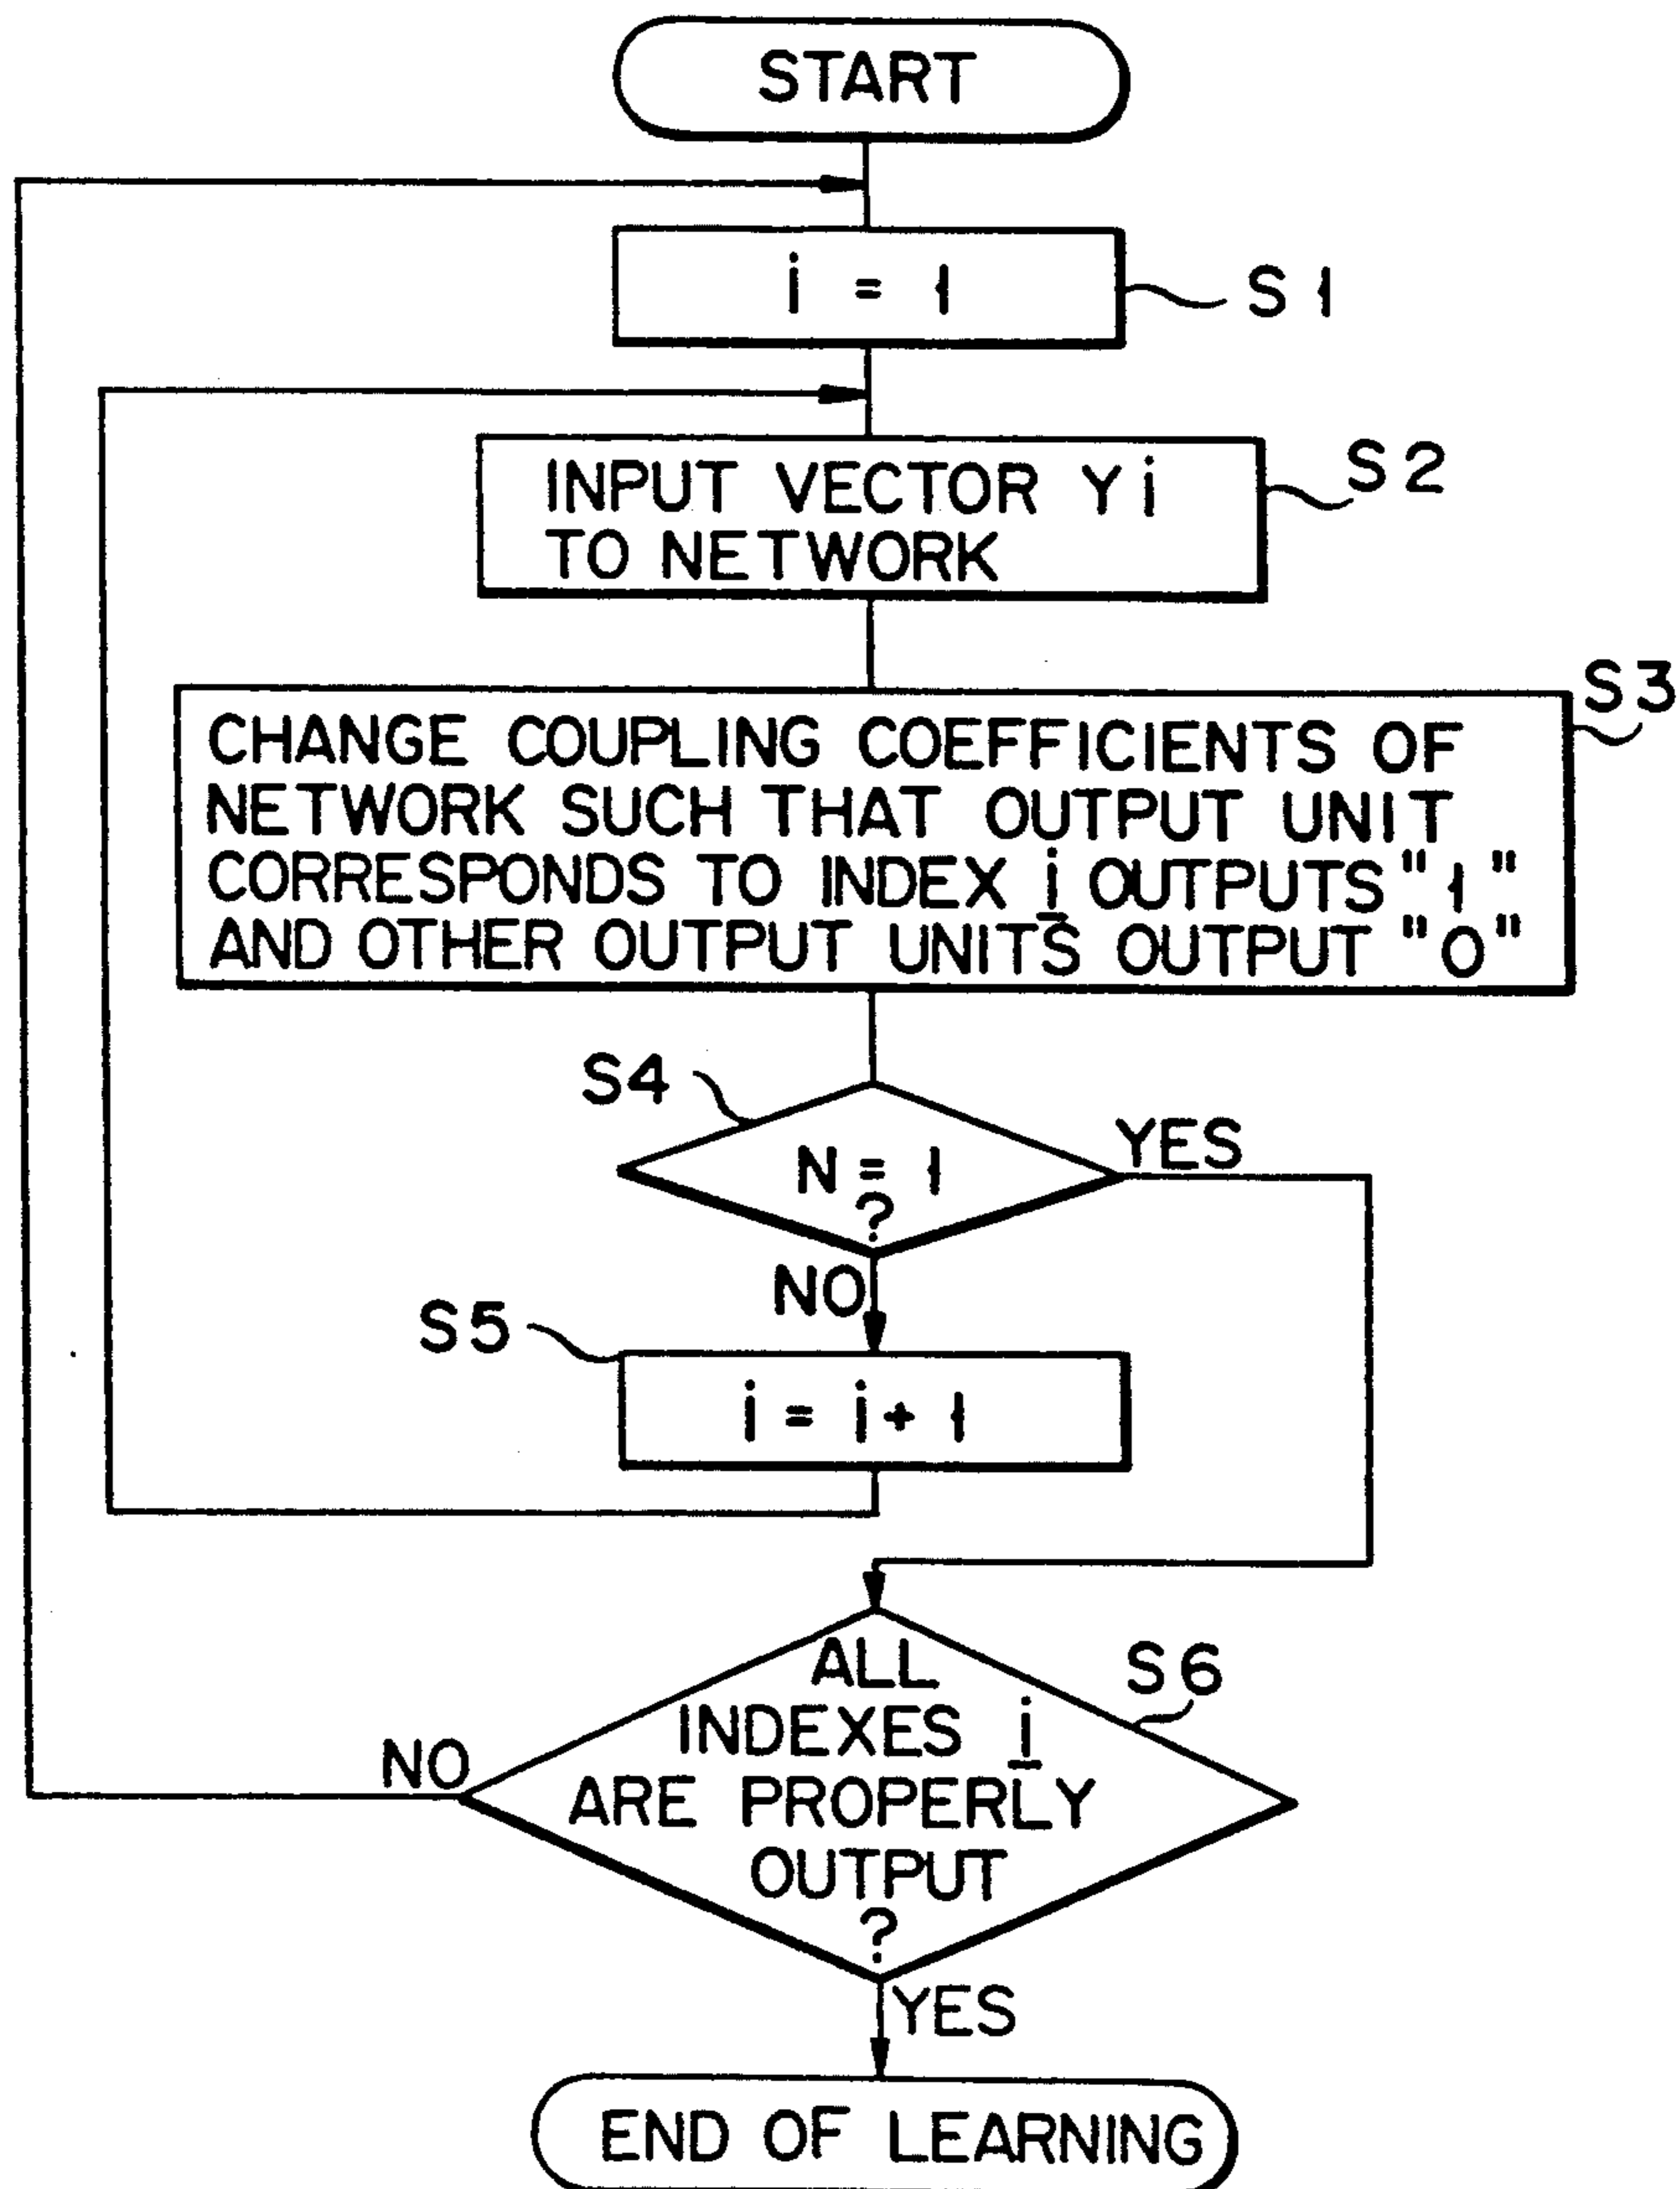 START
i = 1
S1
INPUT VECTOR Yi
TO NETWORK
S2
S3
CHANGE COUPLING COEFFICIENTS OF
NETWORK SUCH THAT OUTPUT UNIT
CORRESPONDS TO INDEX i OUTPUTS "1"
AND OTHER OUTPUT UNITS OUTPUT "0"
S4
N = 1
?
YES
NO
S5
i = i + 1
ALL
INDEXES i
ARE PROPERLY
OUTPUT
?
S6
NO
YES
END OF LEARNING